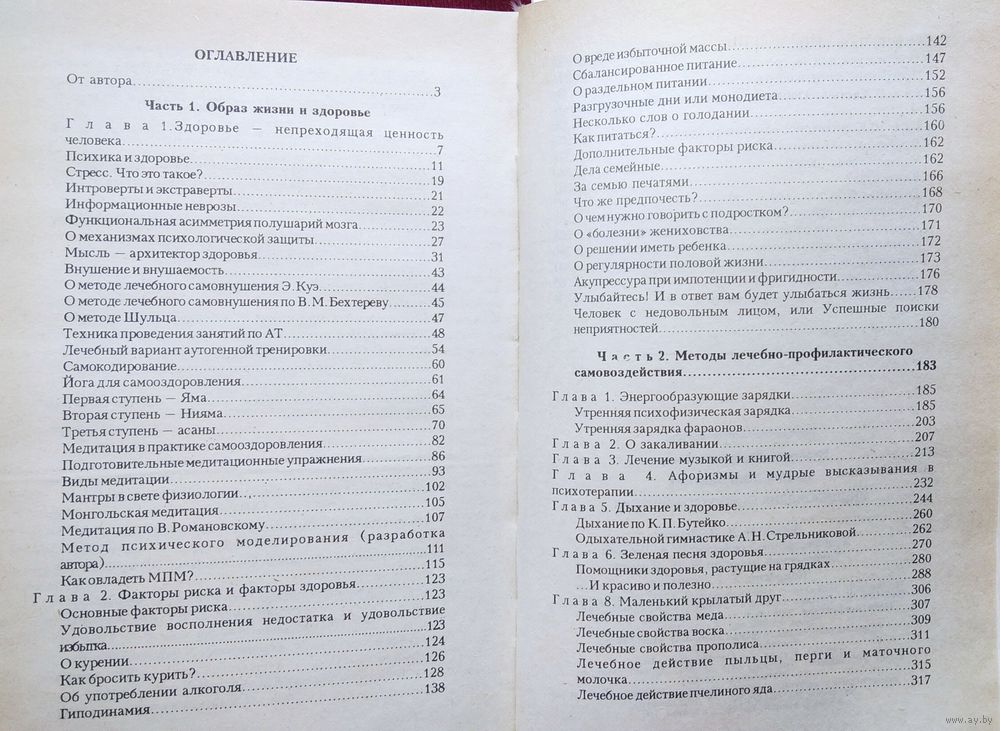 ОГЛАВЛЕНИЕ
От автора...3
Часть 1. Образ жизни и здоровье
Глава 1.Здоровье — непреходящая ценность
человека...7
Психика и здоровье...11
Стресс. Что это такое?...19
Интроверты и экстраверты...21
Информационные неврозы...22
Функциональная асимметрия полушарий мозга...23
О механизмах психологической защиты...27
Мысль — архитектор здоровья...31
Внушение и внушаемость...43
О методе лечебного самовнушения Э. Куэ...44
О методе лечебного самовнушения по В. М. Бехтереву...45
О методе Шульца...47
Техника проведения занятий по АТ...48
Лечебный вариант аутогенной тренировки...54
Самокодирование...60
Йога для самооздоровления...61
Первая ступень — Яма...64
Вторая ступень — Нияма...65
Третья ступень — асаны...70
Медитация в практике самооздоровления...82
Подготовительные медитационные упражнения...86
Виды медитации...93
Мантры в свете физиологии...102
Монгольская медитация...105
Медитация по В. Романовскому...107
Метод психического моделирования (разработка
автора)...111
Как овладеть МПМ?...115
Глава 2. Факторы риска и факторы здоровья...123
Основные факторы риска...123
Удовольствие восполнения недостатка и удовольствие
избытка...123
О курении...124
Как бросить курить?...126
Об употреблении алкоголя...128
Гиподинамия...138
О вреде избыточной массы...142
Сбалансированное питание...147
О раздельном питании...152
Разгрузочные дни или монодиета...156
Несколько слов о голодании...156
Как питаться?...160
Дополнительные факторы риска...162
Дела семейные...162
За семью печатями...166
Что же предпочесть?...168
О чем нужно говорить с подростком?...170
О «болезни» жениховства...171
О решении иметь ребенка...172
О регулярности половой жизни...173
Акупрессура при импотенции и фригидности...176
Улыбайтесь! И в ответ вам будет улыбаться жизнь...178
Человек с недовольным лицом, или Успешные поиски
неприятностей...180
Часть 2. Методы лечебно-профилактического
самовоздействия...183
Глава 1. Энергообразующие зарядки...185
Утренняя психофизическая зарядка...185
Утренняя зарядка фараонов...203
Глава 2. О закаливании...207
Глава 3. Лечение музыкой и книгой...213
Глава 4. Афоризмы и мудрые высказывания в
психотерапии...232
Глава 5. Дыхание и здоровье...244
Дыхание по К. П. Бутейко...260
О дыхательной гимнастике А. Н. Стрельниковой...262
Глава 6. Зеленая песня здоровья...270
Помощники здоровья, растущие на грядках...280
...И красиво и полезно...288
Глава 8. Маленький крылатый друг...306
Лечебные свойства меда...307
Лечебные свойства воска...309
Лечебные свойства прополиса...311
Лечебное действие пыльцы, перги и маточного
молочка...315
Лечебное действие пчелиного яда...317
www.ay.by